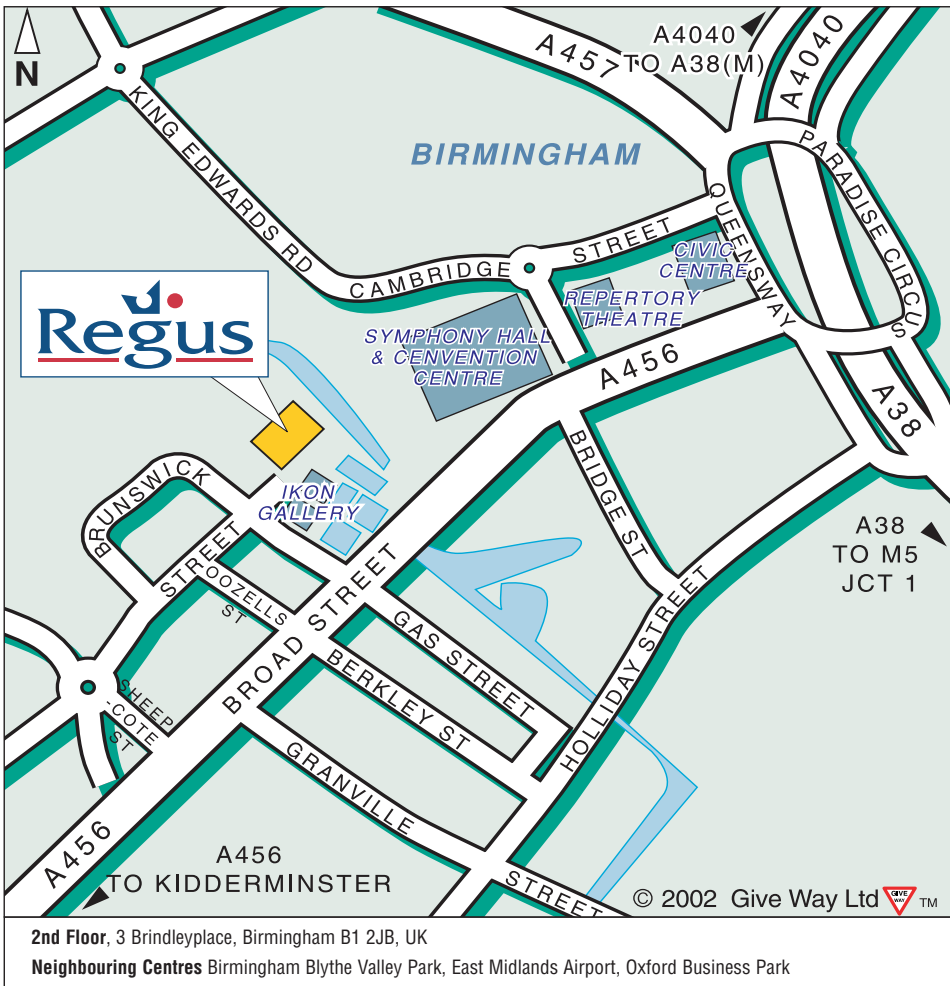 N
A457
A4040
TO A38(M)
A4040
KING EDWARDS RD
BIRMINGHAM
PARADISE CIRCUS
QUEENSWAY
CAMBRIDGE
STREET
CIVIC
CENTRE
REPERTORY
THEATRE
Regus
SYMPHONY HALL
& CENVENTION
CENTRE
A456
A38
BRUNSWICK
STREET
IKON
GALLERY
BRIDGE ST
A38
TO M5
JCT 1
OOZELLS
ST
BROAD STREET
GAS STREET
HOLLIDAY STREET
BERKLEY ST
SHEEP
-COTE
ST
GRANVILLE
STREET
A456
A456
TO KIDDERMINSTER
© 2002 Give Way Ltd GIVE WAY TM
2nd Floor, 3 Brindleyplace, Birmingham B1 2JB, UK
Neighbouring Centres Birmingham Blythe Valley Park, East Midlands Airport, Oxford Business Park